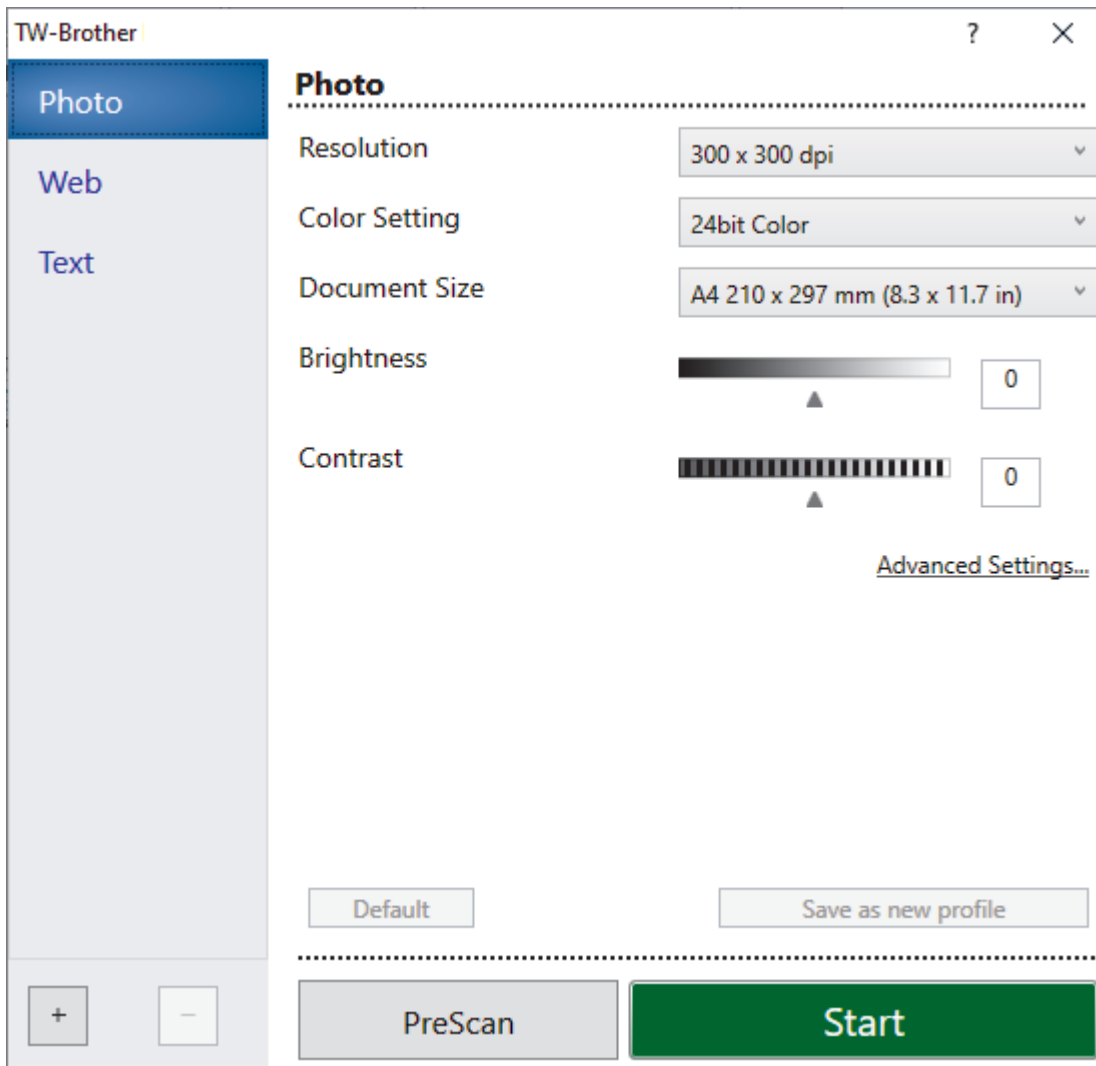 TW-Brother
?
Photo
Web
Text
+
−
Photo
Resolution
300 x 300 dpi
Color Setting
24bit Color
Document Size
A4 210 x 297 mm (8.3 x 11.7 in)
Brightness
0
Contrast
0
Advanced Settings...
Default
Save as new profile
PreScan
Start